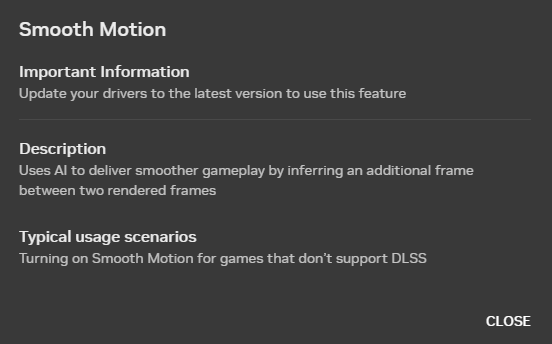 Smooth Motion
Important Information
Update your drivers to the latest version to use this feature
Description
Uses AI to deliver smoother gameplay by inferring an additional frame
between two rendered frames
Typical usage scenarios
Turning on Smooth Motion for games that don't support DLSS
CLOSE